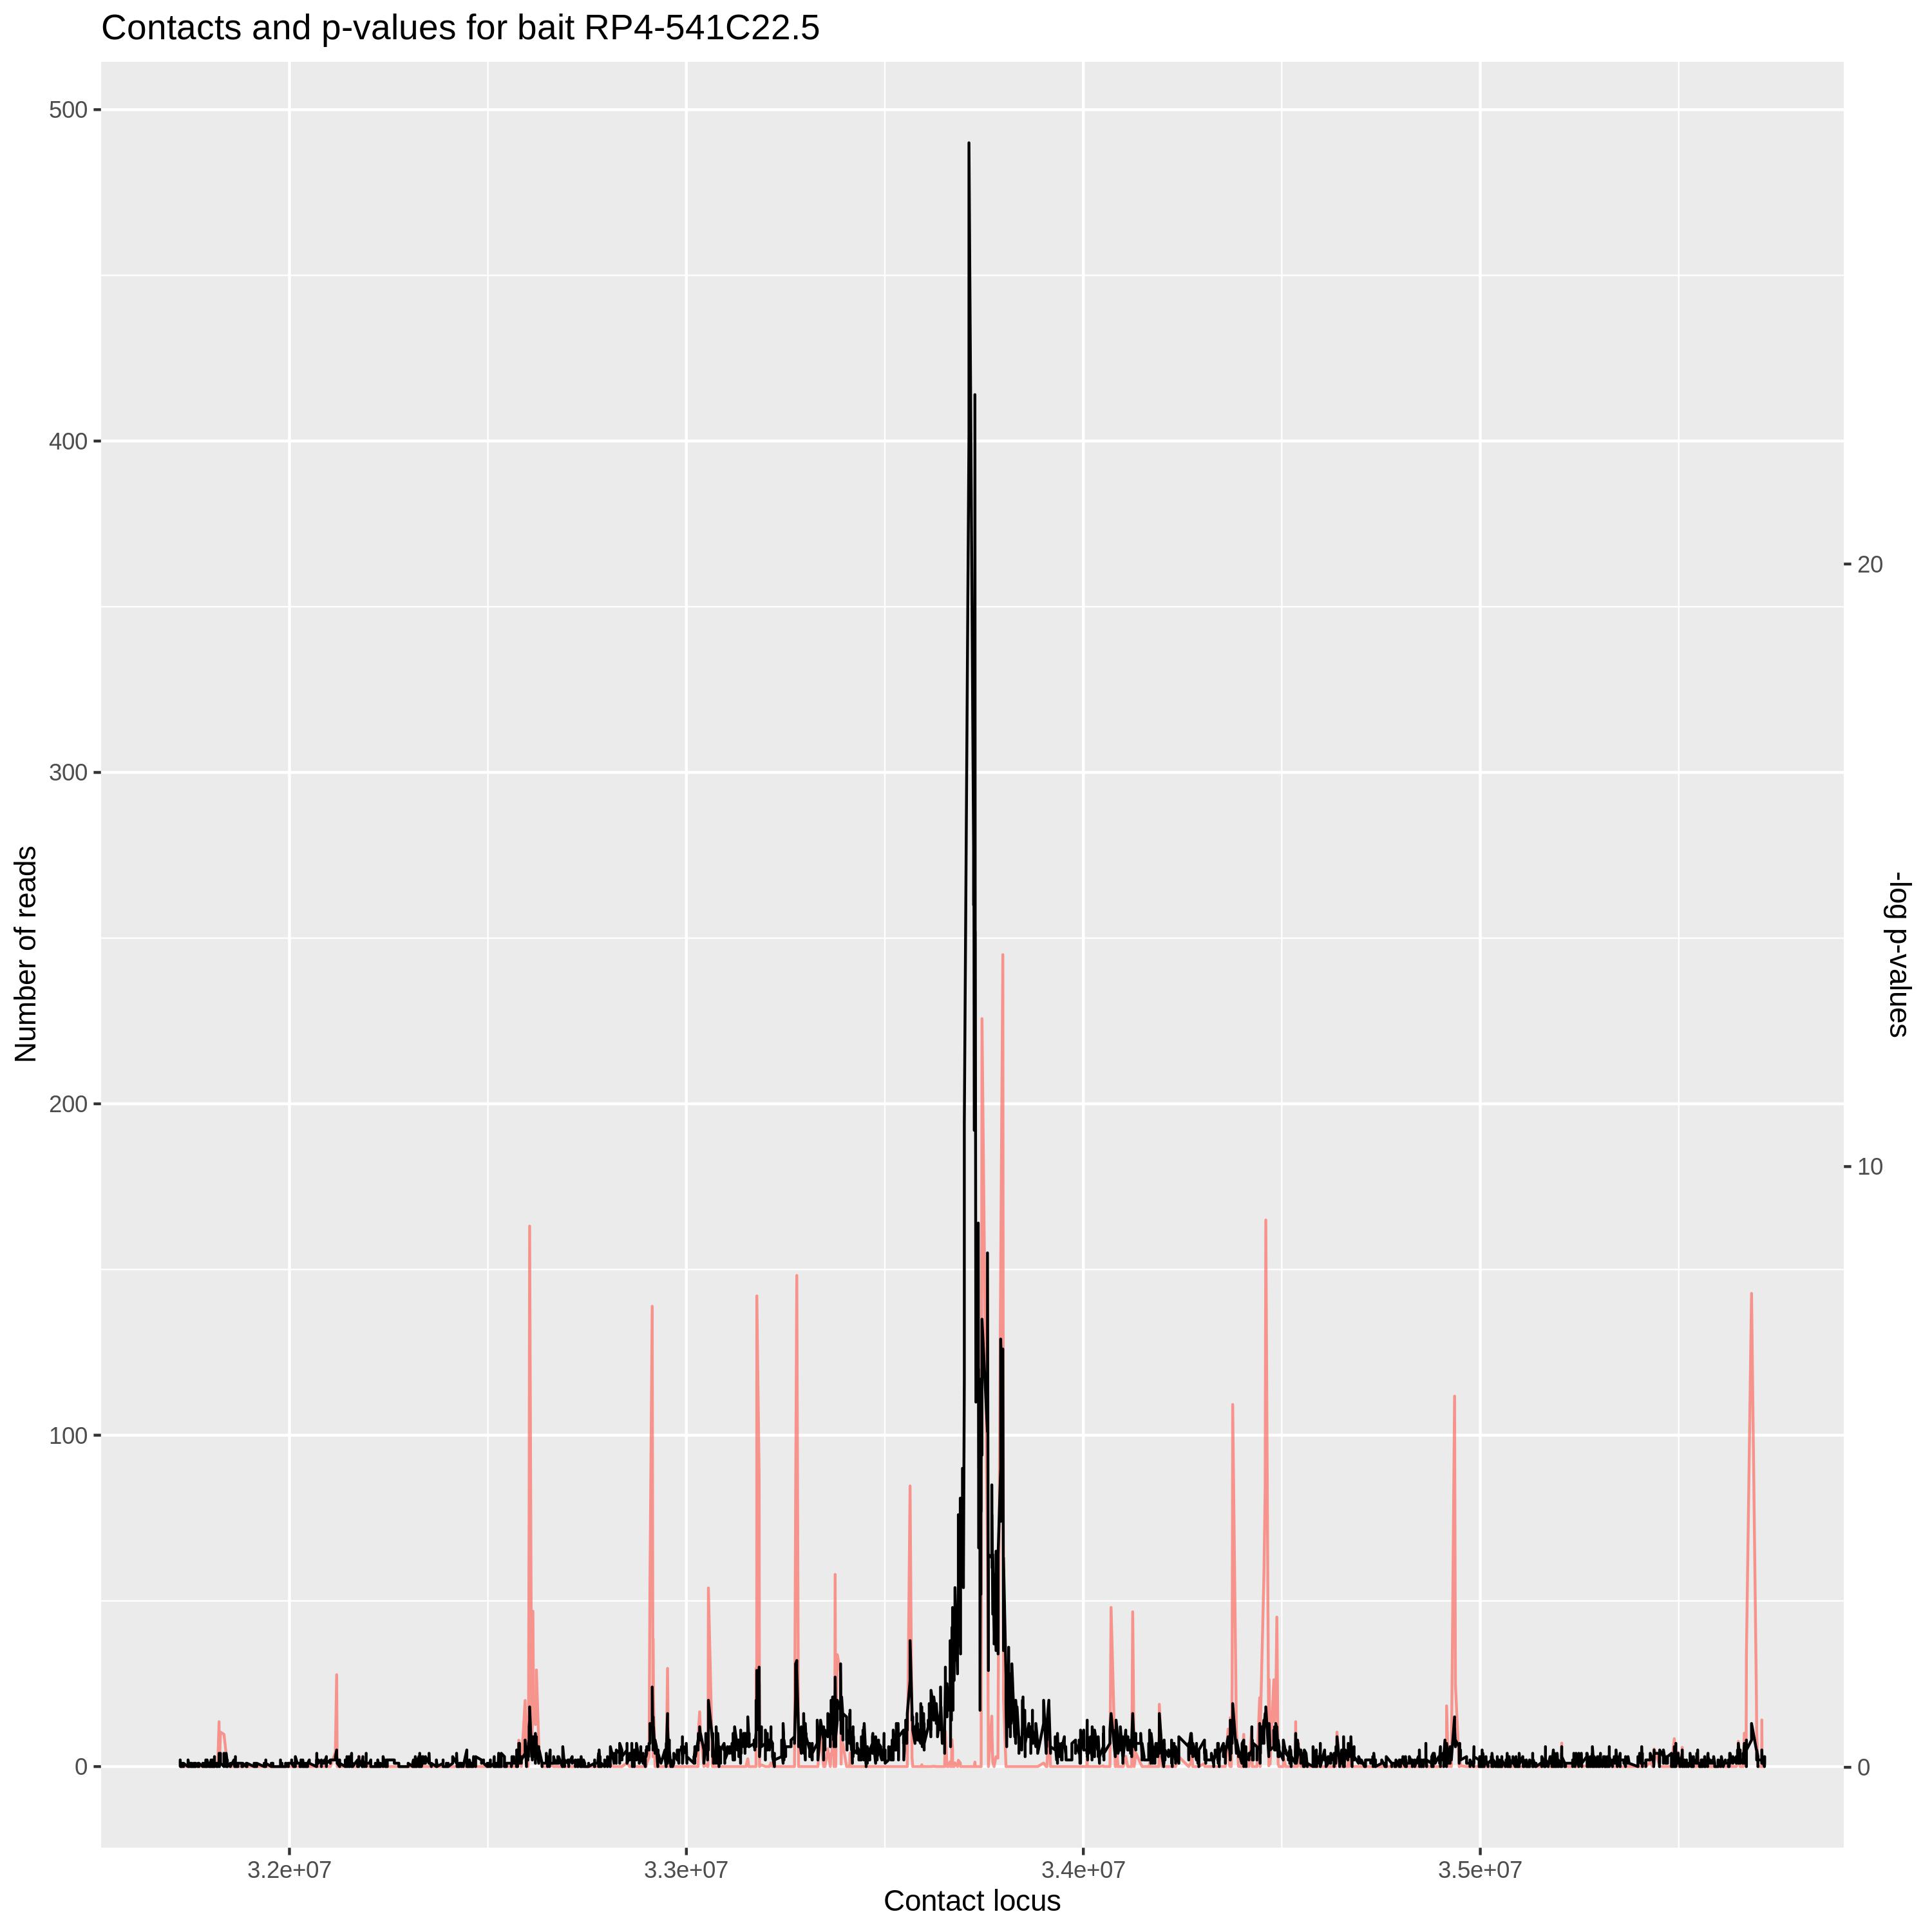 Contacts and p-values for bait RP4-541C22.5
500
400
300
200
100
0
20
10
0
Number of reads
-log p-values
3.2e+07
3.3e+07
3.4e+07
3.5e+07
Contact locus